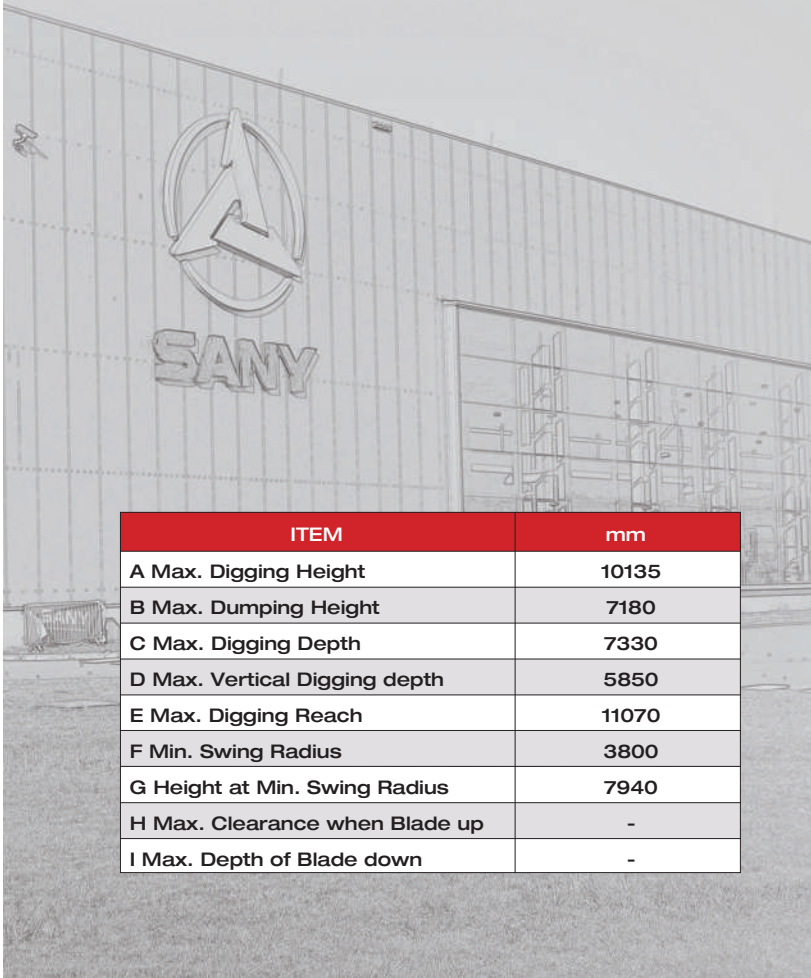 SANY
ITEM mm
A Max. Digging Height 10135
B Max. Dumping Height 7180
C Max. Digging Depth 7330
D Max. Vertical Digging depth 5850
E Max. Digging Reach 11070
F Min. Swing Radius 3800
G Height at Min. Swing Radius 7940
H Max. Clearance when Blade up -
I Max. Depth of Blade down -